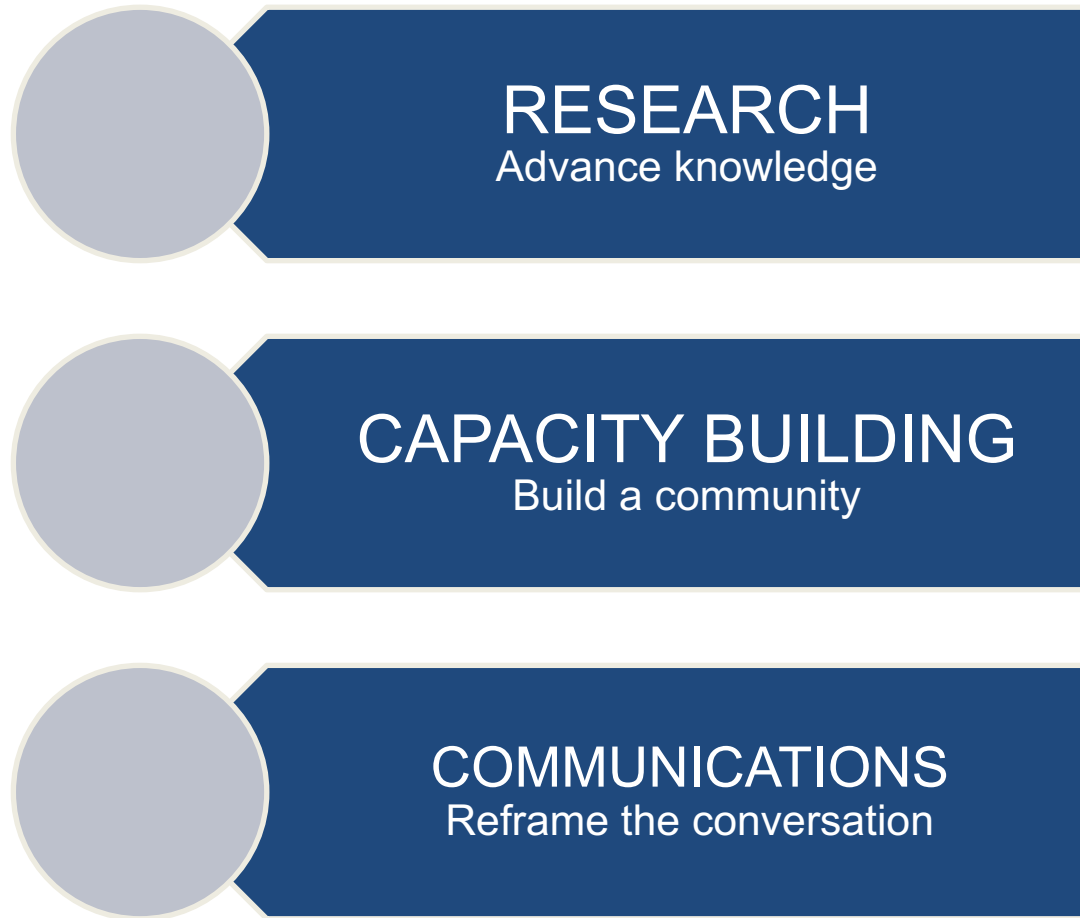 RESEARCH
Advance knowledge
CAPACITY BUILDING
Build a community
COMMUNICATIONS
Reframe the conversation